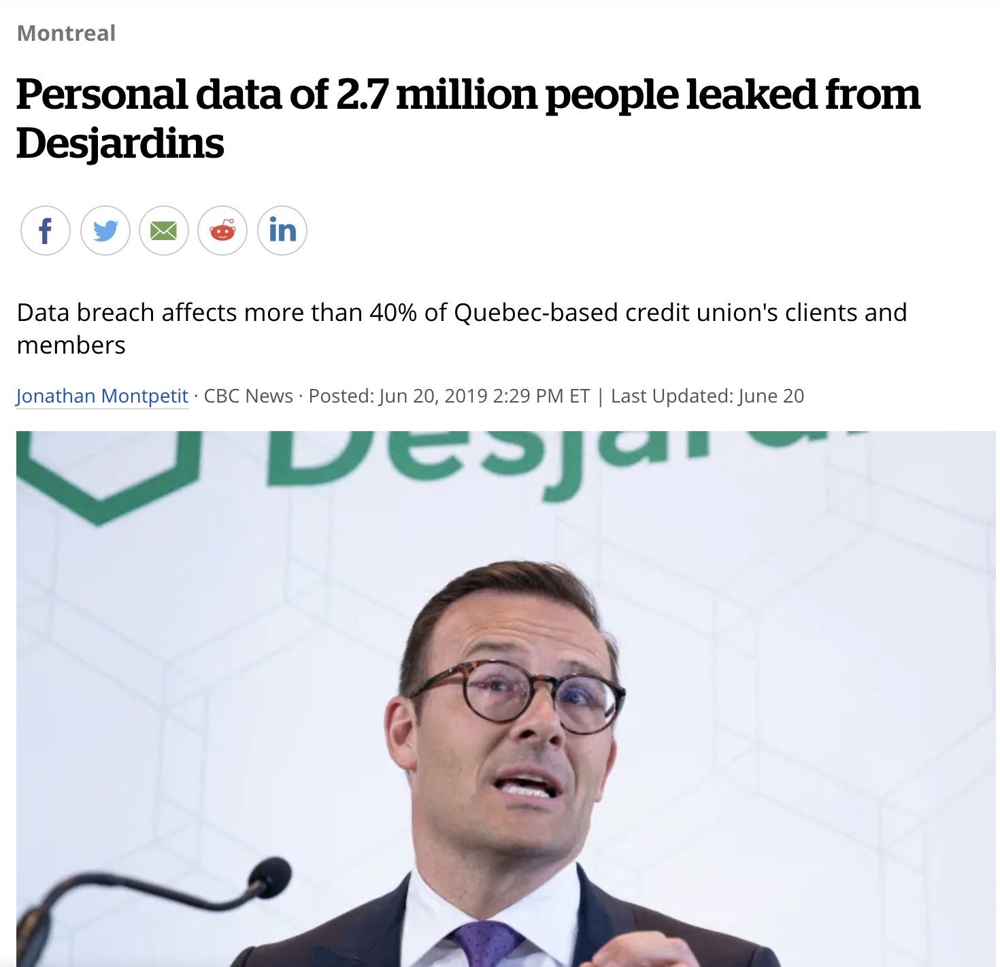 Montreal
Personal data of 2.7 million people leaked from
Desjardins
Data breach affects more than 40% of Quebec-based credit union's clients and
members
Jonathan Montpetit · CBC News · Posted: Jun 20, 2019 2:29 PM ET | Last Updated: June 20
Desjar